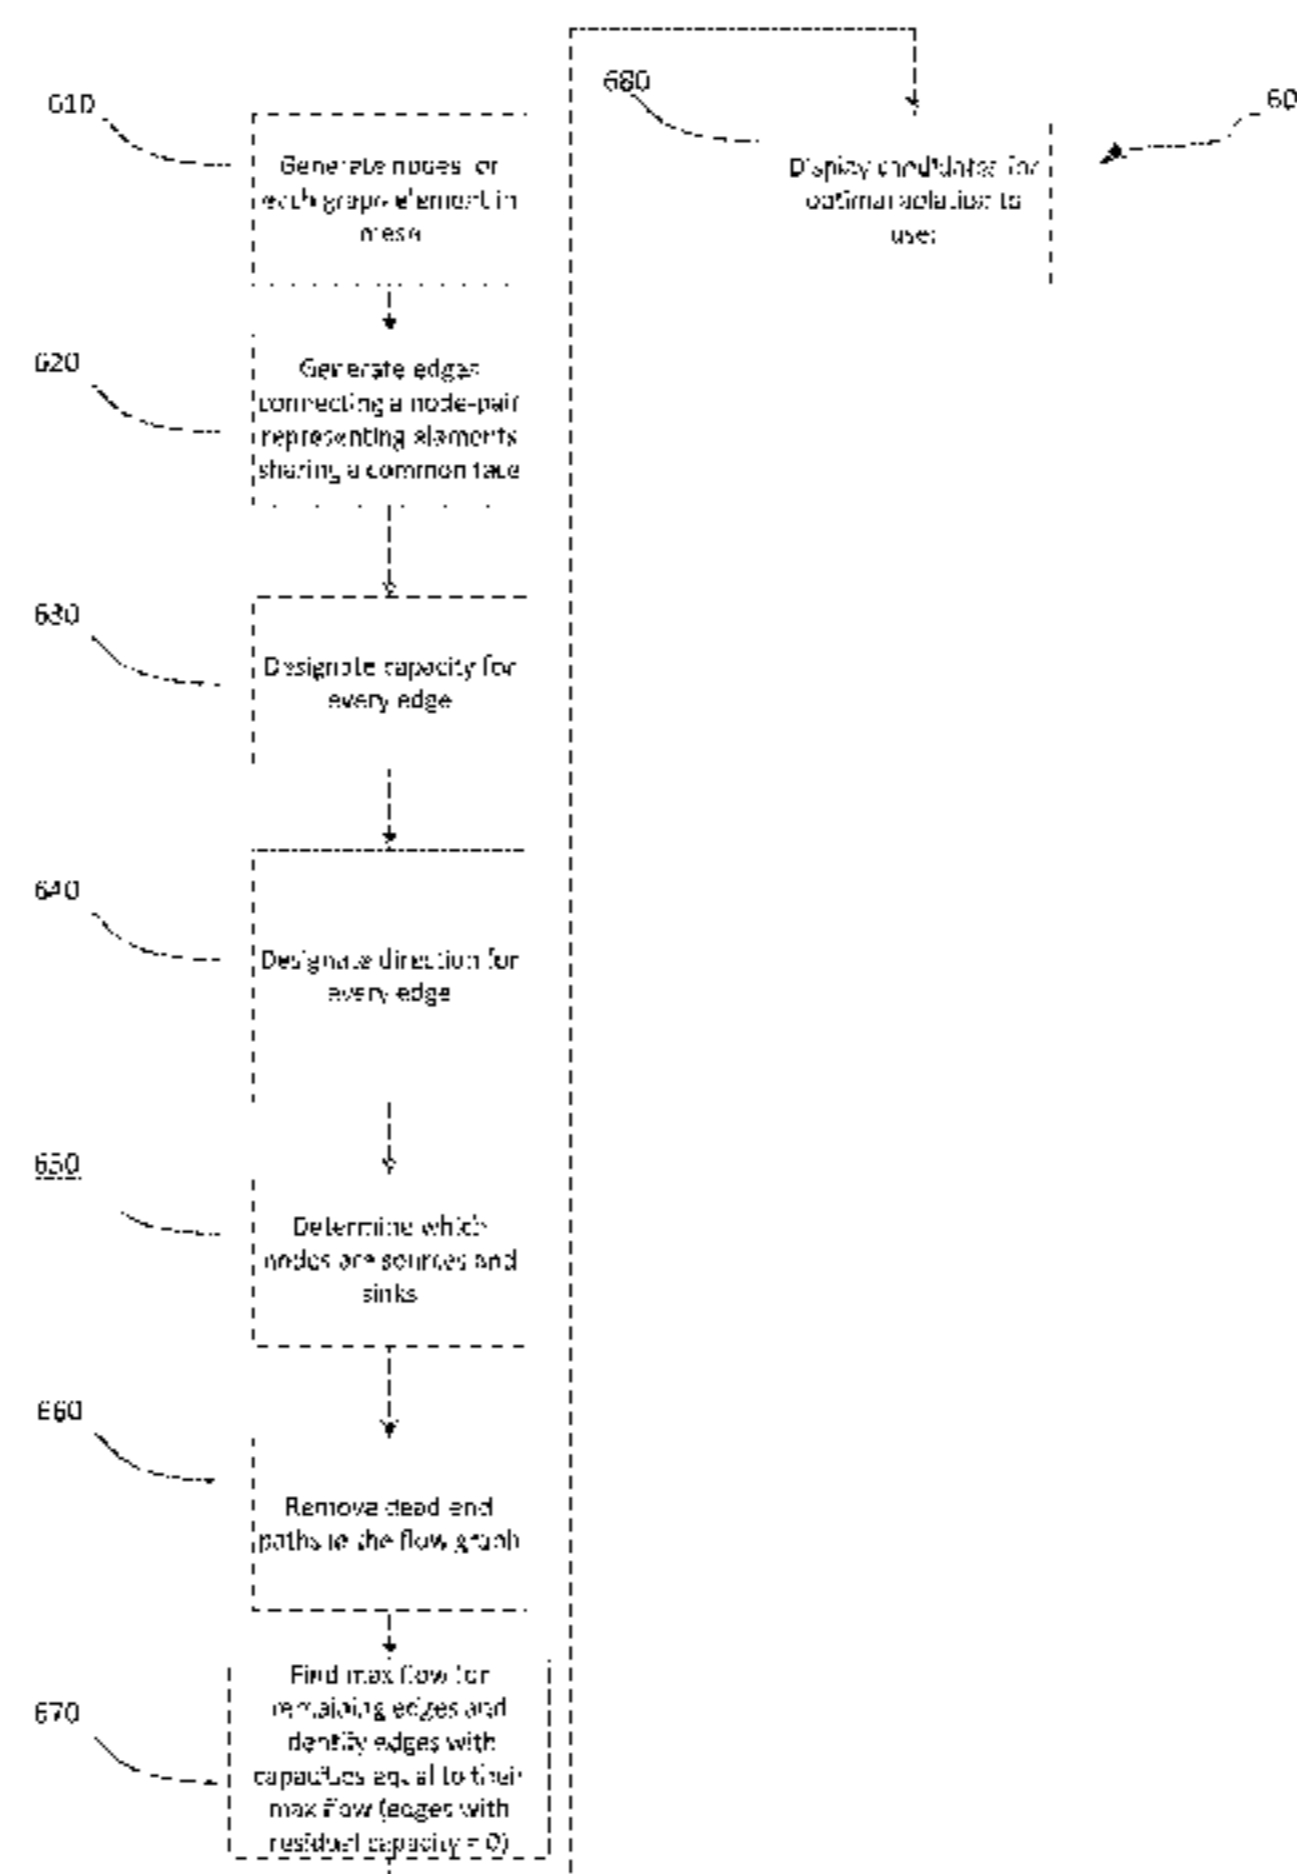 610
Generate nodes for
each graph element in
mesh
620
Generate edges
connecting a node-pair
representing elements
sharing a common face
630
Designate capacity for
every edge
640
Designate direction for
every edge
650
Determine which
nodes are sources and
sinks
660
Remove dead end
paths in the flow graph
670
Find max flow for
remaining edges and
identify edges with
capacities equal to their
max flow (edges with
residual capacity = 0)
680
Display candidates for
optimal ablation to
user
60